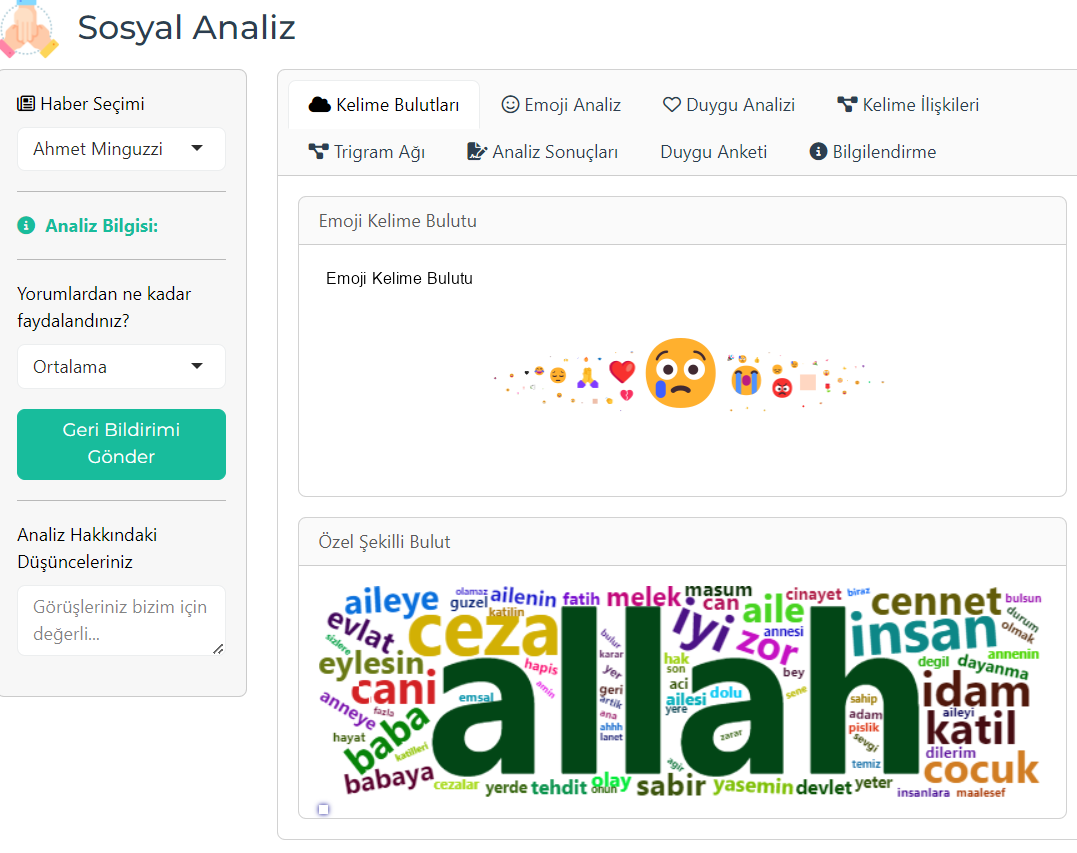 Sosyal Analiz
Haber Seçimi
Ahmet Minguzzi
Analiz Bilgisi:
Yorumlardan ne kadar
faydalandınız?
Ortalama
Geri Bildirimi
Gönder
Analiz Hakkındaki
Düşünceleriniz
Görüşleriniz bizim için
değerli...
Kelime Bulutları
Emoji Analiz
Duygu Analizi
Kelime İlişkileri
Trigram Ağı
Analiz Sonuçları
Duygu Anketi
Bilgilendirme
Emoji Kelime Bulutu
Emoji Kelime Bulutu
Özel Şekilli Bulut
aileye
olamaz
guzel
ailenin
katilin
fatih
melek
masum
can
aile
cinayet
biraz
cennet
bulsun
durum
olmak
evlat
sizlere
ceza
iyi
zor
annesi
insan
eylesin
hapis
bulur
karar
yer
hak
son
bey
degil
dayanma
annenin
cani
emsal
amin
geri
artik
aci
ailesi
dolu
yere
sene
sahip
idam
anneye
fazla
allah
ana
ahhh
lanet
adam
pislik
aileyi
katil
hayat
baba
katilleri
zarar
sevgi
dilerim
babaya
agir
temiz
cocuk
cezalar
yerde
tehdit
olay
onun
sabir
yasemin
devlet
yeter
insanlara
maalesef